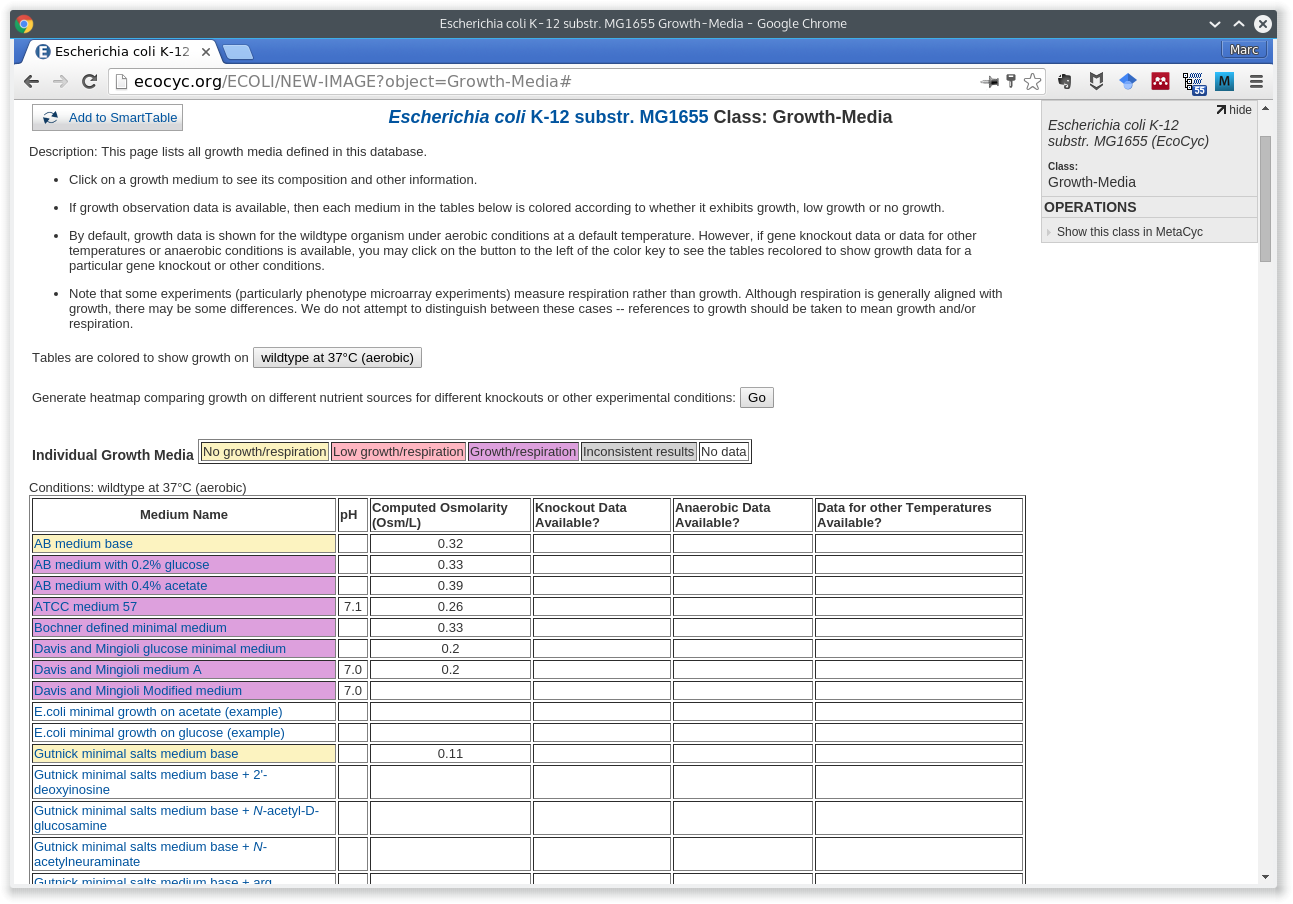 Escherichia coli K-12 substr. MG1655 Growth-Media - Google Chrome
Escherichia coli K-12
Marc
ecocyc.org/ECOLI/NEW-IMAGE?object=Growth-Media#
55
M
Add to SmartTable
Escherichia coli K-12 substr. MG1655 Class: Growth-Media
hide
Escherichia coli K-12
substr. MG1655 (EcoCyc)
Class:
Growth-Media
OPERATIONS
Show this class in MetaCyc
Description: This page lists all growth media defined in this database.
• Click on a growth medium to see its composition and other information.
• If growth observation data is available, then each medium in the tables below is colored according to whether it exhibits growth, low growth or no growth.
• By default, growth data is shown for the wildtype organism under aerobic conditions at a default temperature. However, if gene knockout data or data for other
temperatures or anaerobic conditions is available, you may click on the button to the left of the color key to see the tables recolored to show growth data for a
particular gene knockout or other conditions.
• Note that some experiments (particularly phenotype microarray experiments) measure respiration rather than growth. Although respiration is generally aligned with
growth, there may be some differences. We do not attempt to distinguish between these cases -- references to growth should be taken to mean growth and/or
respiration.
Tables are colored to show growth on wildtype at 37°C (aerobic)
Generate heatmap comparing growth on different nutrient sources for different knockouts or other experimental conditions: Go
Individual Growth Media No growth/respiration Low growth/respiration Growth/respiration Inconsistent results No data
Conditions: wildtype at 37°C (aerobic)
Medium Name pH Computed Osmolarity (Osm/L) Knockout Data Available? Anaerobic Data Available? Data for other Temperatures Available?
AB medium base 0.32
AB medium with 0.2% glucose 0.33
AB medium with 0.4% acetate 0.39
ATCC medium 57 7.1 0.26
Bochner defined minimal medium 0.33
Davis and Mingioli glucose minimal medium 0.2
Davis and Mingioli medium A 7.0 0.2
Davis and Mingioli Modified medium 7.0
E.coli minimal growth on acetate (example)
E.coli minimal growth on glucose (example)
Gutnick minimal salts medium base 0.11
Gutnick minimal salts medium base + 2'-
deoxyinosine
Gutnick minimal salts medium base + N-acetyl-D-
glucosamine
Gutnick minimal salts medium base + N-
acetylneuraminate
Gutnick minimal salts medium base + arg